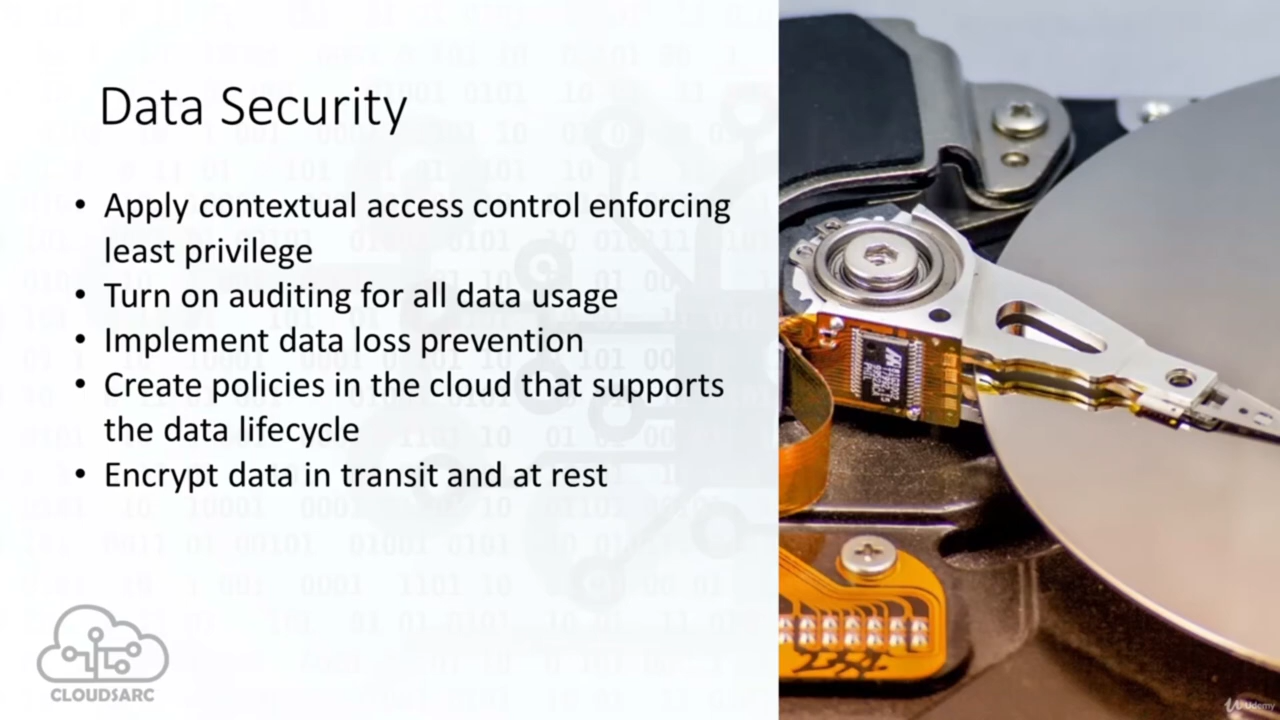 Data Security
• Apply contextual access control enforcing
least privilege
• Turn on auditing for all data usage
• Implement data loss prevention
• Create policies in the cloud that supports
the data lifecycle
• Encrypt data in transit and at rest
CLOUDSARC
Udemy